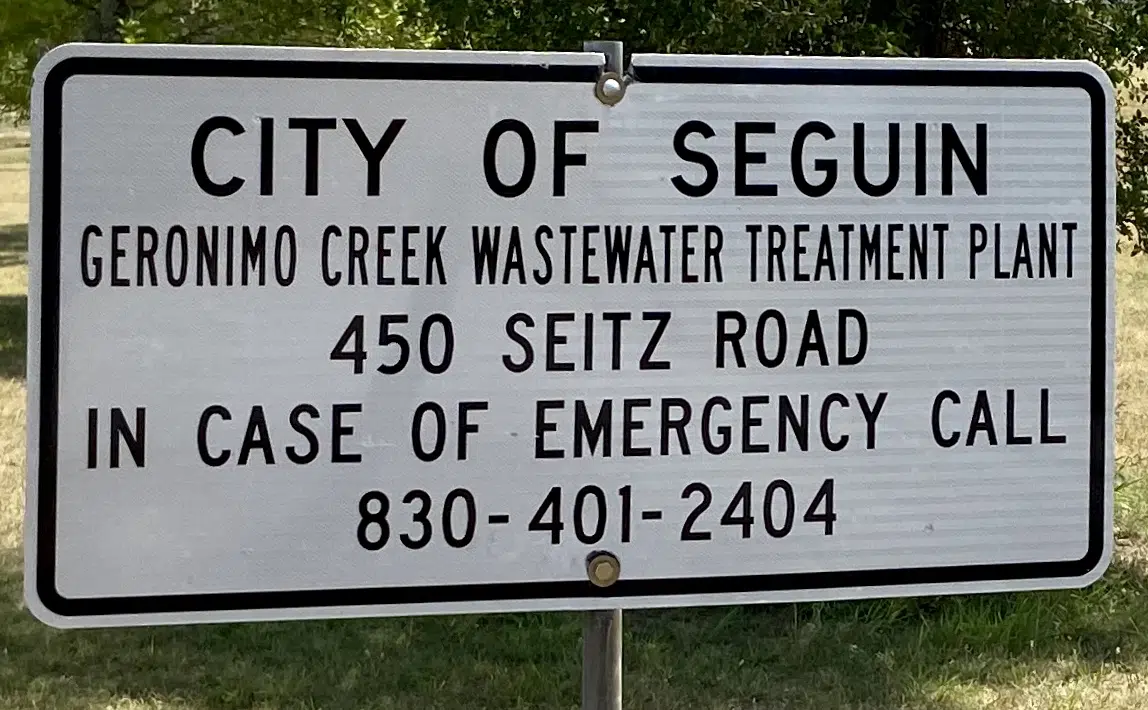 CITY OF SEGUIN
GERONIMO CREEK WASTEWATER TREATMENT PLANT
450 SEITZ ROAD
IN CASE OF EMERGENCY CALL
830-401-2404